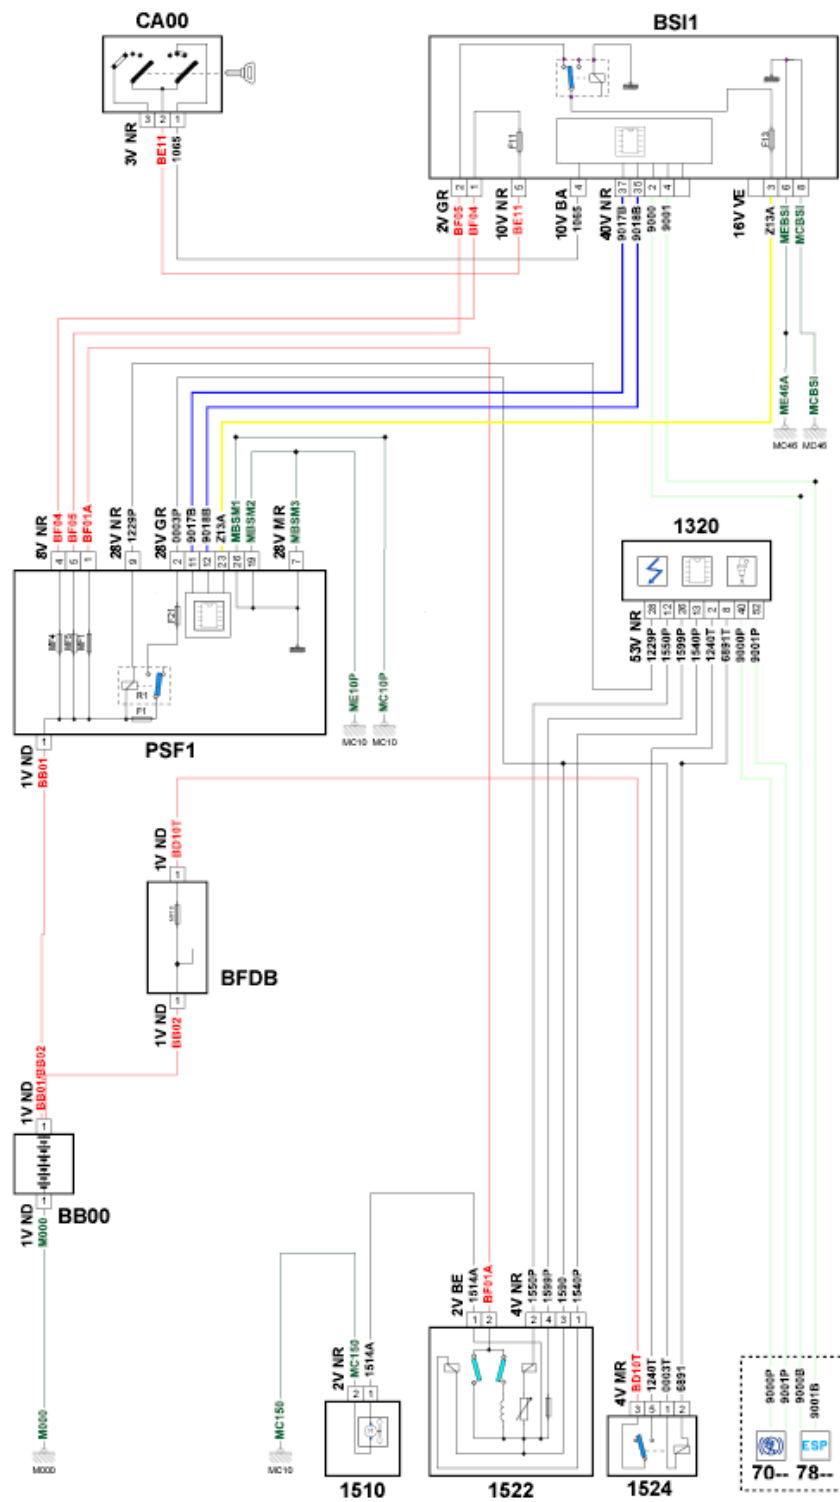 CA00
BSI1
3 2 1
3V NR
BE11
1065
F11
F13
2 1 5 4 37 35 2 4 3 6 8
2V GR
BF05
BF04
10V NR
BE11
10V BA
1065
40V NR
9017B
9018B
9000
9001
16V VE
Z13A
MEBSI
MCBSI
ME46A
MCBSI
MC46
MC46
8V NR
BF04
BF05
BF01A
28V NR
1229P
28V GR
0003P
9017B
9018B
Z13A
MBSM1
MBSM2
28V MR
MBSM3
4 5 1 9 2 11 12 23 26 19 7
MF4
MF5
MF1
F21
R1
F1
1
PSF1
1V ND
BB01
ME10P
MC10P
MC10
MC10
1320
53V NR
28 12 26 13 2 8 40 52
1229P
1550P
1599P
1540P
1240T
6891T
9000P
9001P
1V ND
BD10T
BFDB
1V ND
BB02
1V ND
BB01/BB02
1
BB00
1
1V ND
M000
M000
M000
MC150
MC10
2V NR
MC150
1514A
2 1
1510
2V BE
1514A
BF01A
4V NR
1550P
1599P
1590
1540P
1 2 2 4 3 1
1522
4V MR
BD10T
1240T
0003T
6891
3 5 1 2
1524
9000P
9001P
9000B
9001B
ESP
70-- 78--